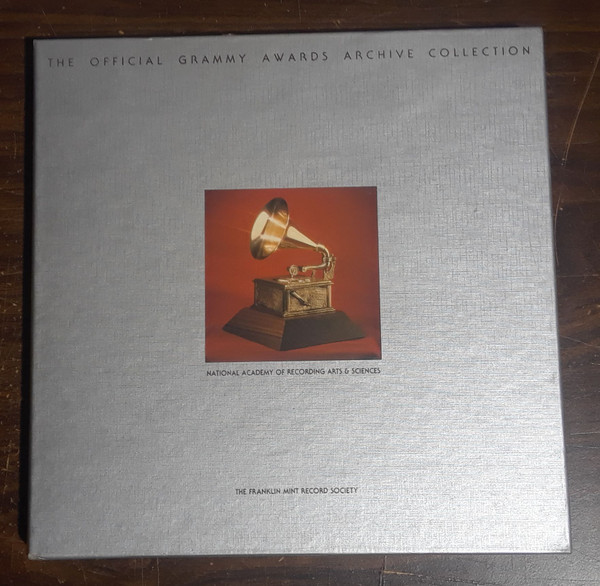 THE OFFICIAL GRAMMY AWARDS ARCHIVE COLLECTION
NATIONAL ACADEMY OF RECORDING ARTS & SCIENCES
THE FRANKLIN MINT RECORD SOCIETY